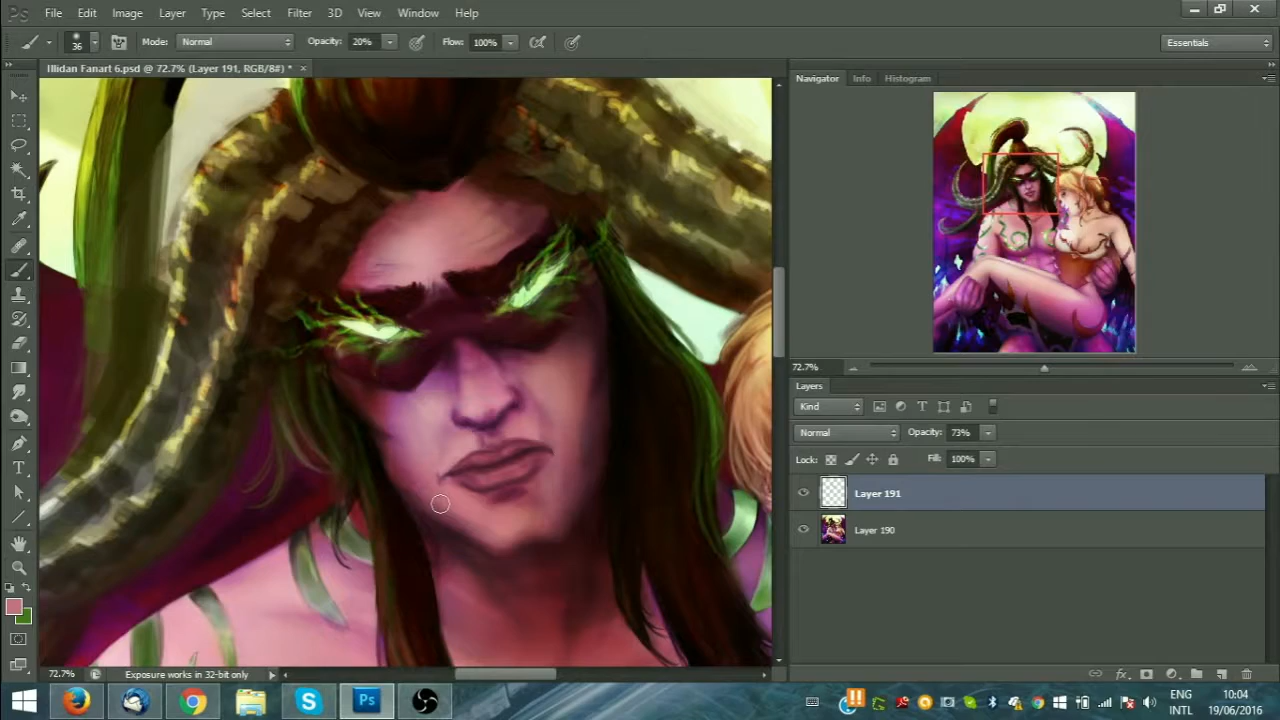 Ps File Edit Image Layer Type Select Filter 3D View Window Help
36 Mode: Normal Opacity: 20% Flow: 100% Essentials
Illidan Fanart 6.psd @ 72.7% (Layer 191, RGB/8#) * ×
Navigator Info Histogram
72.7%
Layers
Kind
Normal Opacity: 73%
Lock: Fill: 100%
Layer 191
Layer 190
72.7% Exposure works in 32-bit only
ENG 10:04
INTL 19/06/2016